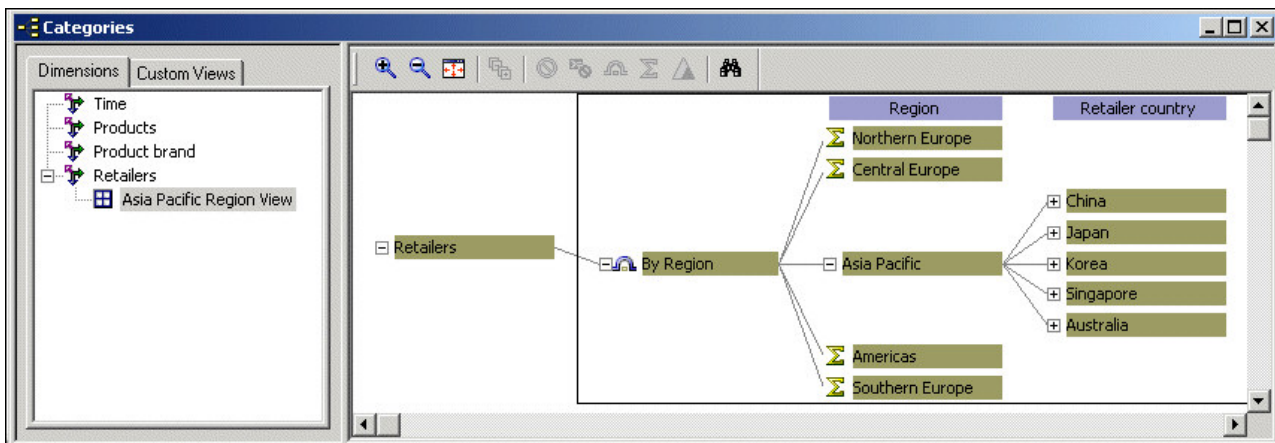 Categories
Dimensions Custom Views
Time
Products
Product brand
Retailers
Asia Pacific Region View
Region Retailer country
Northern Europe
Central Europe
China
Japan
Retailers By Region Asia Pacific Korea
Singapore
Australia
Americas
Southern Europe